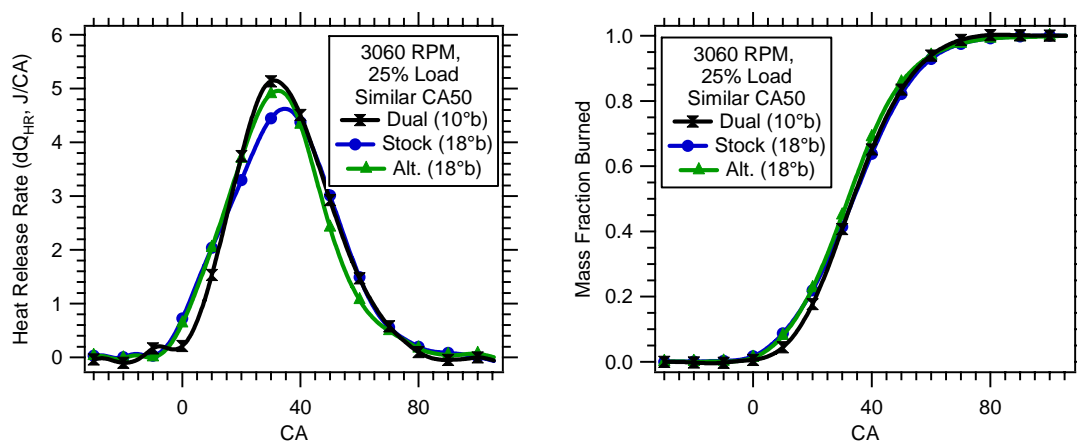 Heat Release Rate (dQHR, J/CA)
6
5
4
3
2
1
0
3060 RPM,
25% Load
Similar CA50
Dual (10°b)
Stock (18°b)
Alt. (18°b)
0 40 80
CA
Mass Fraction Burned
1.0
0.8
0.6
0.4
0.2
0.0
3060 RPM,
25% Load
Similar CA50
Dual (10°b)
Stock (18°b)
Alt. (18°b)
0 40 80
CA